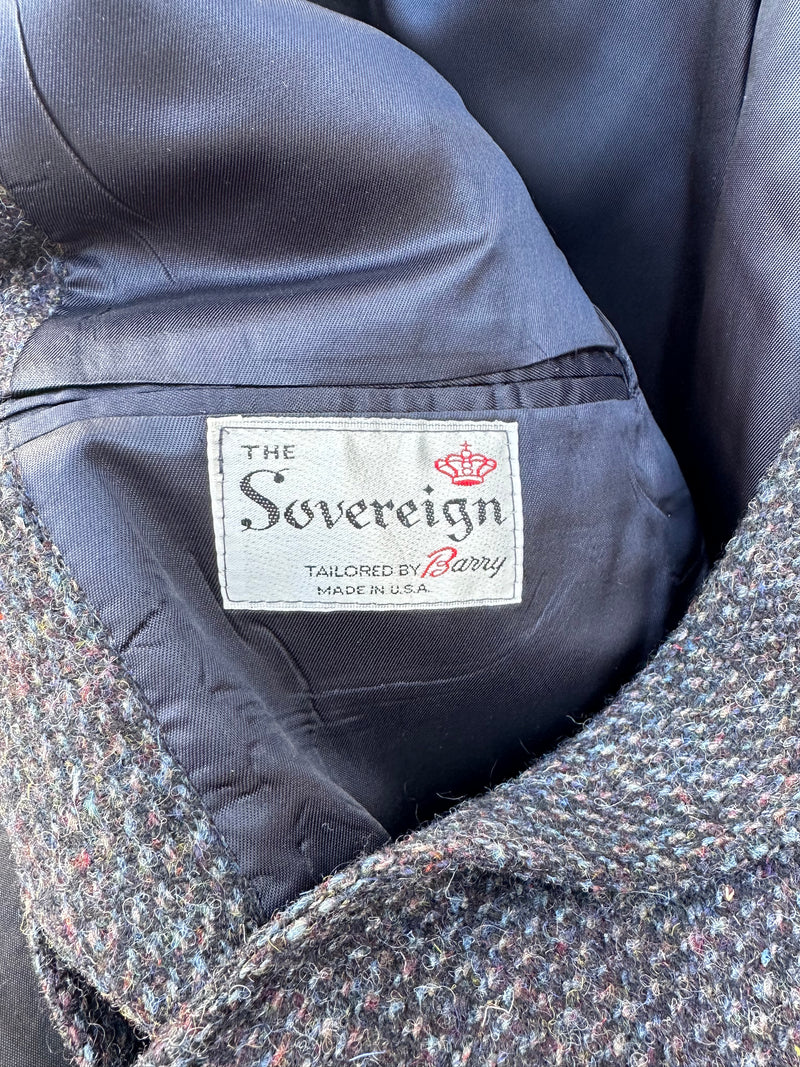 THE
Sovereign
TAILORED BY Barry
MADE IN U.S.A.